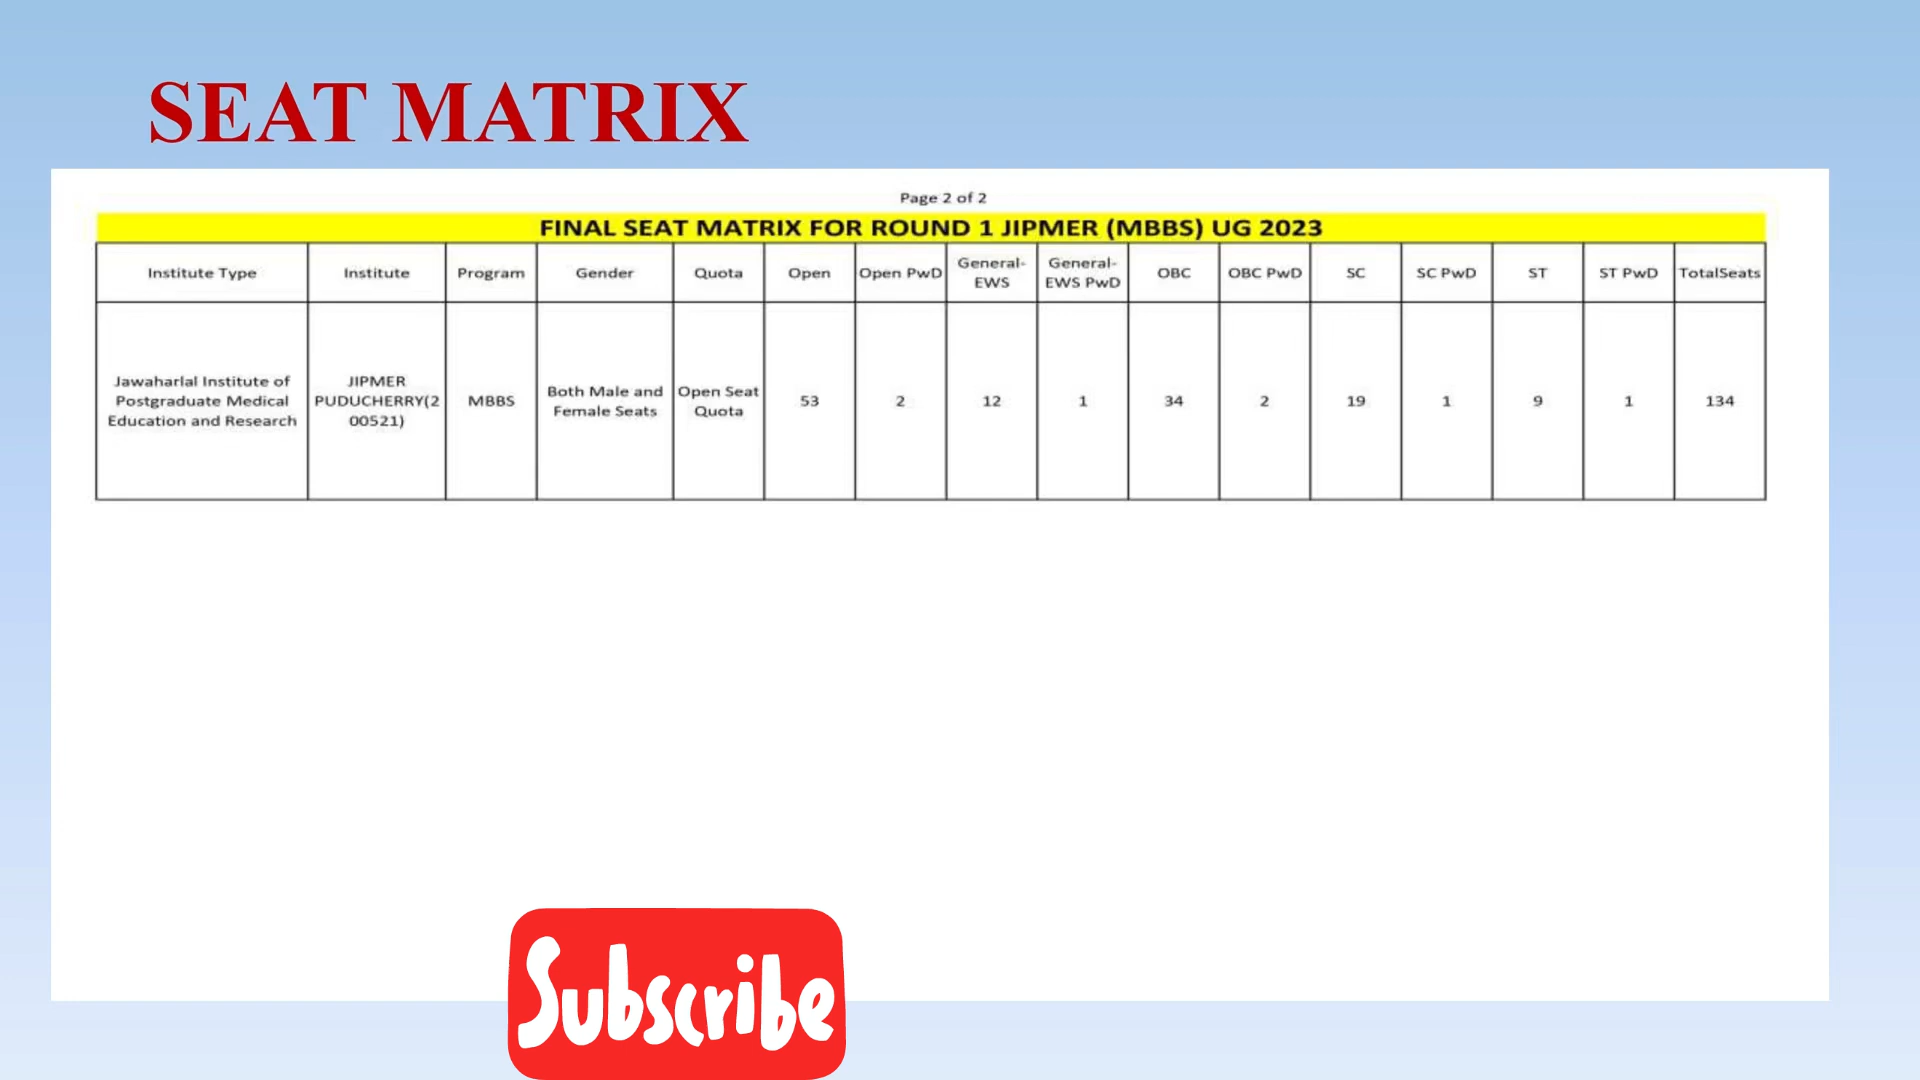 SEAT MATRIX
Page 2 of 2
FINAL SEAT MATRIX FOR ROUND 1 JIPMER (MBBS) UG 2023
Institute Type Institute Program Gender Quota Open Open PwD General-EWS General-EWS PwD OBC OBC PwD SC SC PwD ST ST PwD TotalSeats
Jawaharlal Institute of Postgraduate Medical Education and Research JIPMER PUDUCHERRY(200521) MBBS Both Male and Female Seats Open Seat Quota 53 2 12 1 34 2 19 1 9 1 134
Subscribe